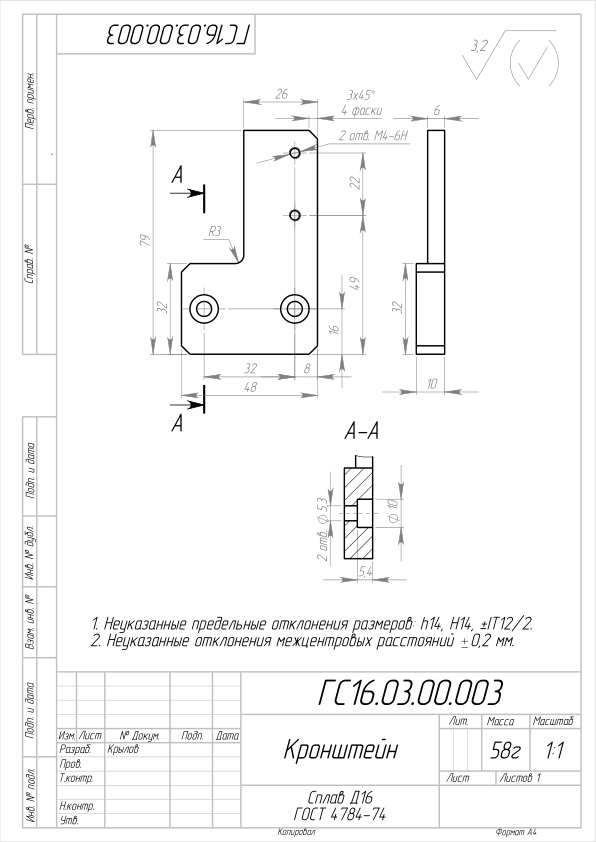 ГС16.03.00.003
Перв. примен.
Справ. №
Подп. и дата
Инв. № дубл.
Взам. инв. №
Подп. и дата
Инв. № подл.
3,2
26
3x45°
4 фаски
6
2 отв. М4-6Н
А
22
79
R3
49
32
16
32
32
8
48
10
А
А-А
2 отв. ϕ 5,3
ϕ 10
5,4
1. Неуказанные предельные отклонения размеров: h14, H14, ±IT12/2.
2. Неуказанные отклонения межцентровых расстояний ±0,2 мм.
ГС16.03.00.003
Изм. Лист № Докум. Подп. Дата
Разраб. Крылов
Пров.
Т.контр.
Н.контр.
Утв.
Кронштейн
Лит. Масса Масштаб
58г 1:1
Лист Листов 1
Сплав Д16
ГОСТ 4784-74
Копировал Формат А4